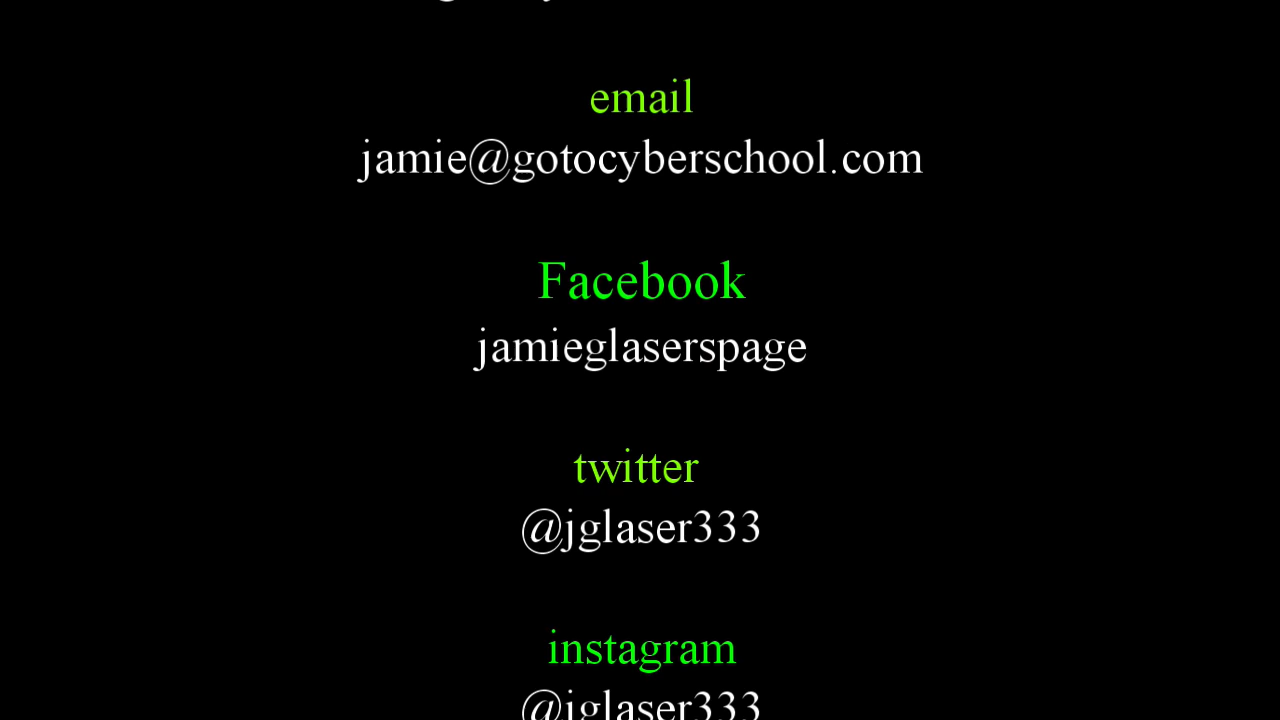 email
jamie@gotocyberschool.com
Facebook
jamieglaserspage
twitter
@jglaser333
instagram
@jglaser333